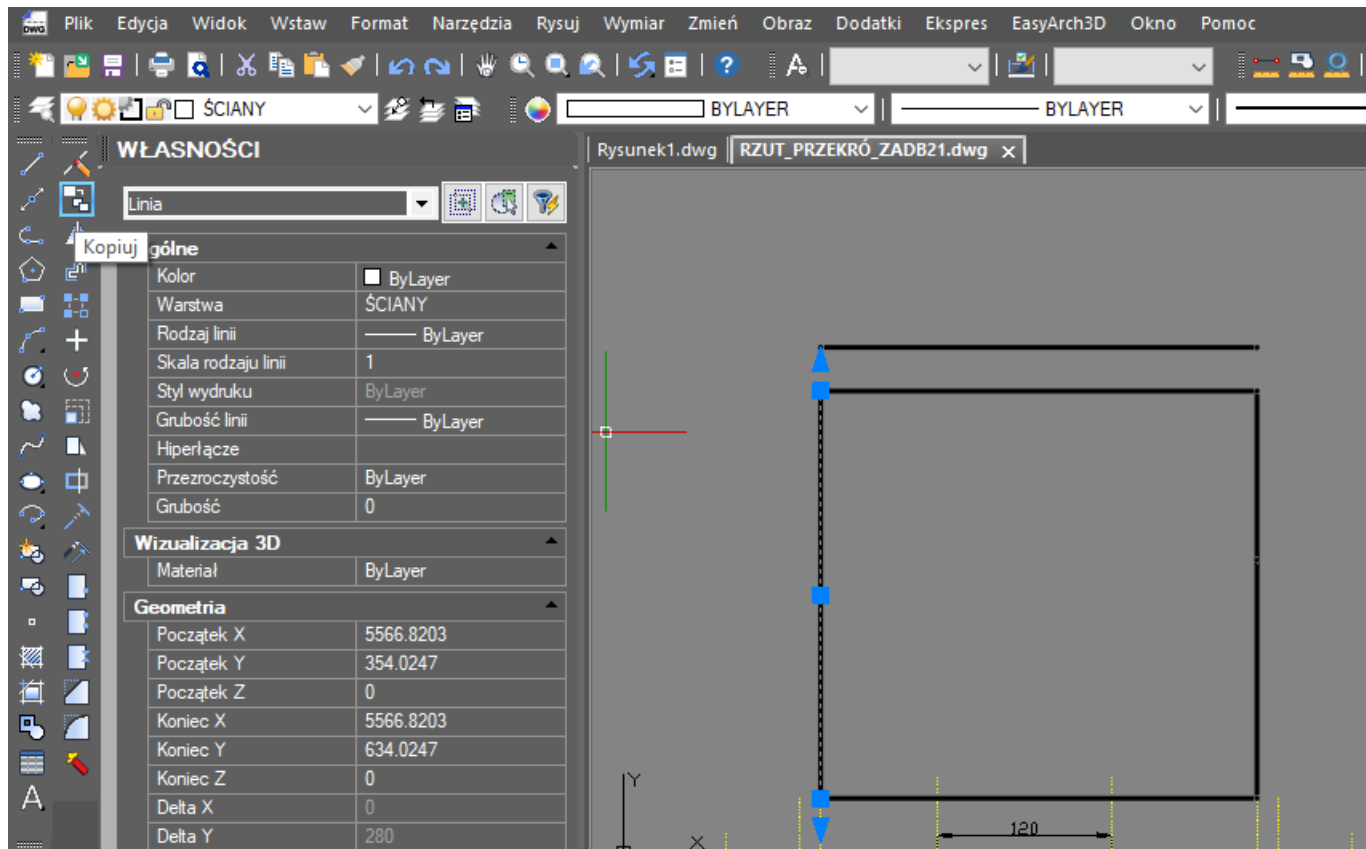 DWG Plik Edycja Widok Wstaw Format Narzędzia Rysuj Wymiar Zmień Obraz Dodatki Ekspres EasyArch3D Okno Pomoc
ŚCIANY BYLAYER BYLAYER
WŁASNOŚCI
Rysunek1.dwg RZUT_PRZEKRÓ_ZADB21.dwg
Linia
Kopiuj
gólne
Kolor ByLayer
Warstwa ŚCIANY
Rodzaj linii ByLayer
Skala rodzaju linii 1
Styl wydruku ByLayer
Grubość linii ByLayer
Hiperłącze
Przezroczystość ByLayer
Grubość 0
Wizualizacja 3D
Materiał ByLayer
Geometria
Początek X 5566.8203
Początek Y 354.0247
Początek Z 0
Koniec X 5566.8203
Koniec Y 634.0247
Koniec Z 0
Delta X 0
Delta Y 280
Y
X
120